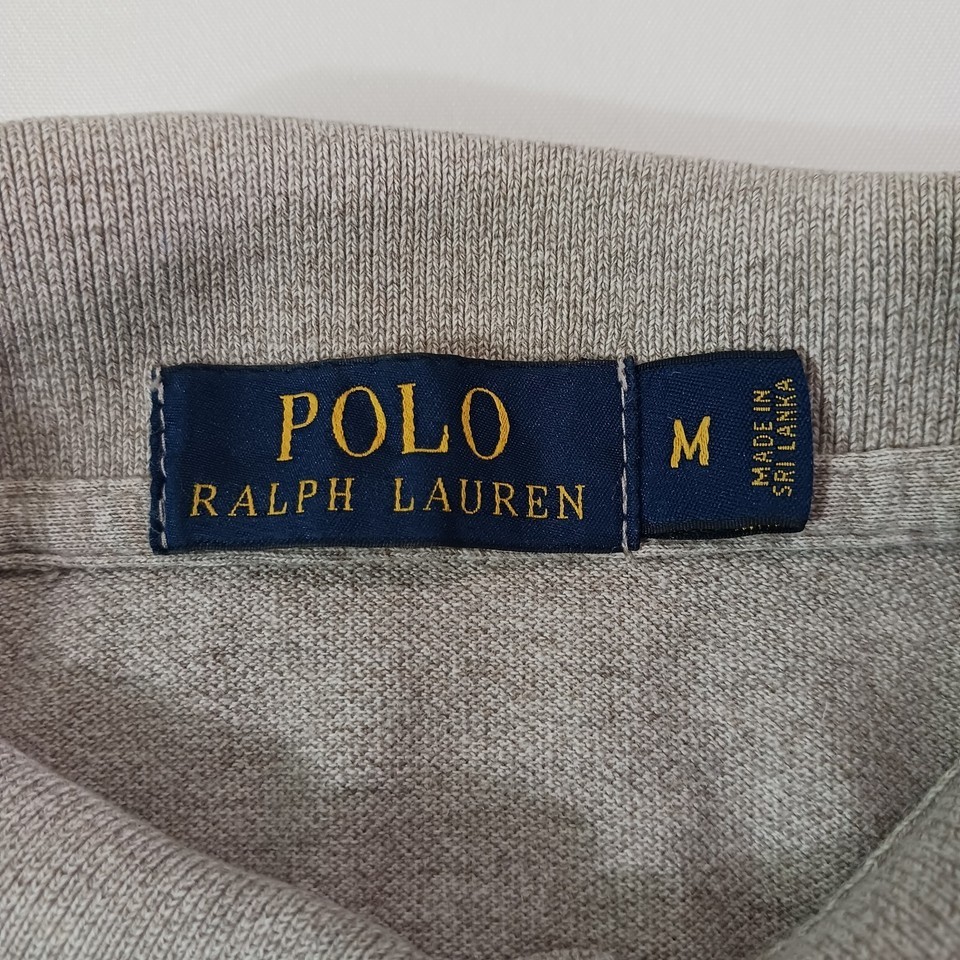 POLO
RALPH LAUREN
M
MADE IN
SRI LANKA